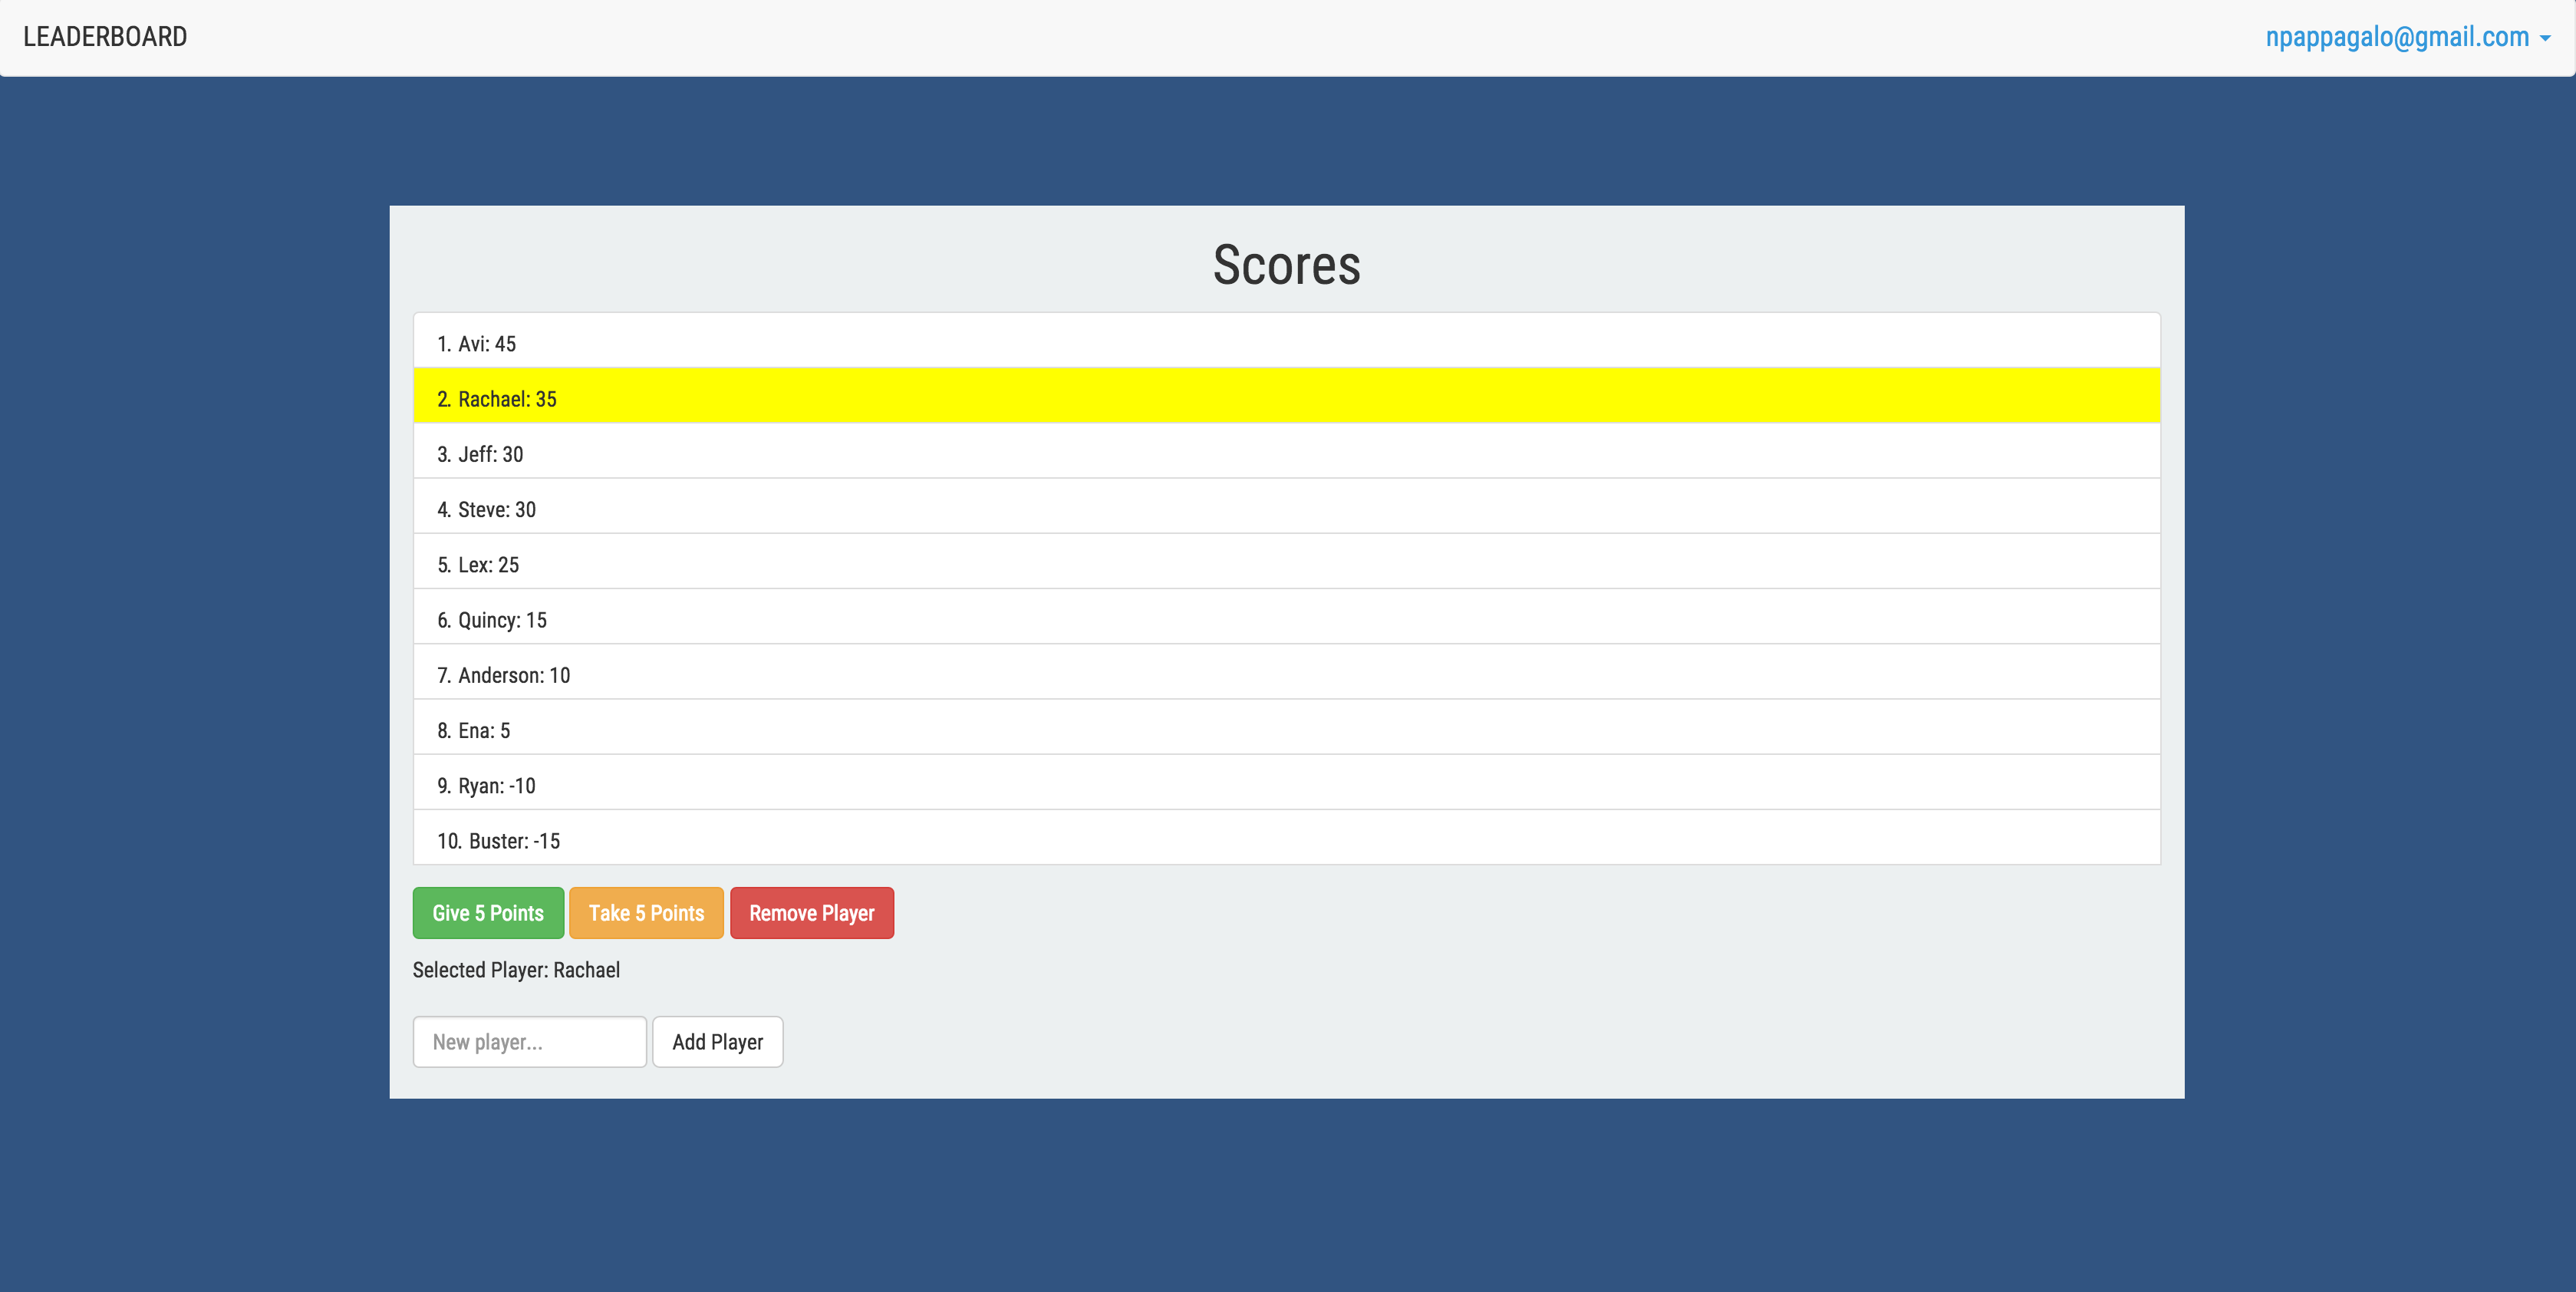 LEADERBOARD
npappagalo@gmail.com
Scores
1. Avi: 45
2. Rachael: 35
3. Jeff: 30
4. Steve: 30
5. Lex: 25
6. Quincy: 15
7. Anderson: 10
8. Ena: 5
9. Ryan: -10
10. Buster: -15
Give 5 Points Take 5 Points Remove Player
Selected Player: Rachael
New player... Add Player